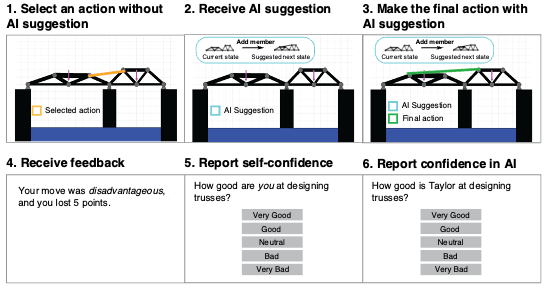 1. Select an action without
AI suggestion
Selected action
2. Receive AI suggestion
Add member
Current state
Suggested next state
AI Suggestion
3. Make the final action with
AI suggestion
Add member
Current state
Suggested next state
AI Suggestion
Final action
4. Receive feedback
Your move was disadvantageous,
and you lost 5 points.
5. Report self-confidence
How good are you at designing
trusses?
Very Good
Good
Neutral
Bad
Very Bad
6. Report confidence in AI
How good is Taylor at designing
trusses?
Very Good
Good
Neutral
Bad
Very Bad